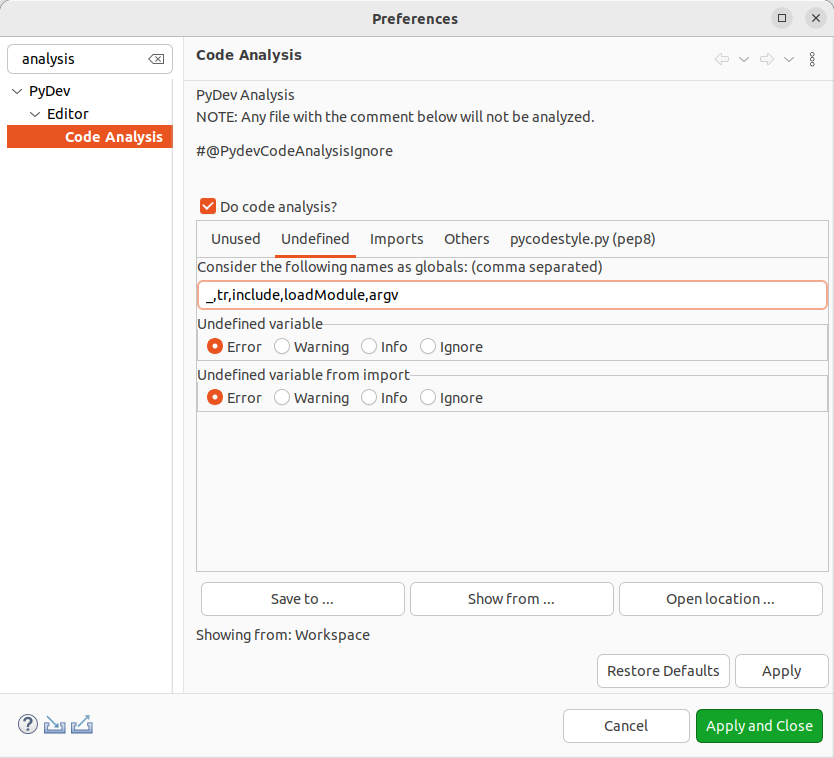 Preferences
analysis
PyDev
Editor
Code Analysis
Code Analysis
PyDev Analysis
NOTE: Any file with the comment below will not be analyzed.
#@PydevCodeAnalysisIgnore
Do code analysis?
Unused Undefined Imports Others pycodestyle.py (pep8)
Consider the following names as globals: (comma separated)
_,tr,include,loadModule,argv
Undefined variable
Error Warning Info Ignore
Undefined variable from import
Error Warning Info Ignore
Save to ... Show from ... Open location ...
Showing from: Workspace
Restore Defaults Apply
Cancel Apply and Close